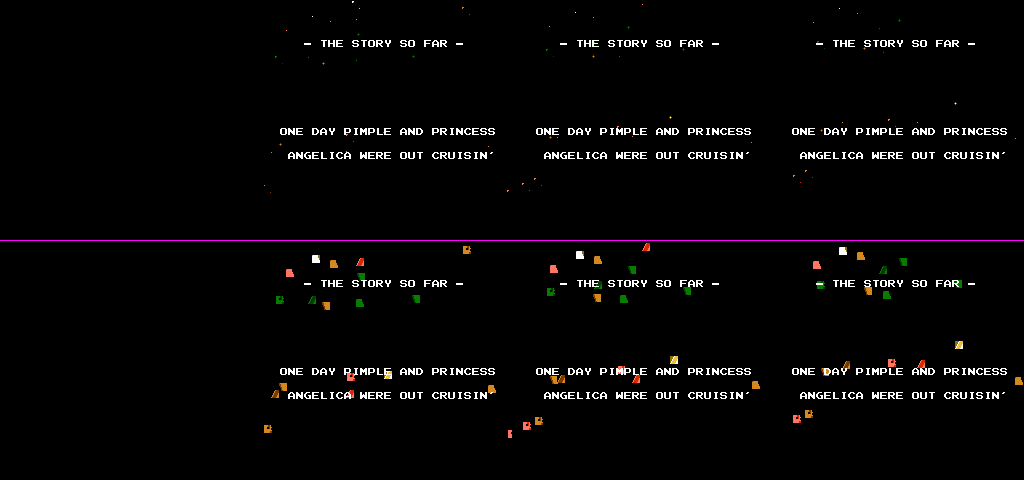 - THE STORY SO FAR -
- THE STORY SO FAR -
- THE STORY SO FAR -
ONE DAY PIMPLE AND PRINCESS
ANGELICA WERE OUT CRUISIN'
ONE DAY PIMPLE AND PRINCESS
ANGELICA WERE OUT CRUISIN'
ONE DAY PIMPLE AND PRINCESS
ANGELICA WERE OUT CRUISIN'
- THE STORY SO FAR -
- THE STORY SO FAR -
- THE STORY SO FAR -
ONE DAY PIMPLE AND PRINCESS
ANGELICA WERE OUT CRUISIN'
ONE DAY PIMPLE AND PRINCESS
ANGELICA WERE OUT CRUISIN'
ONE DAY PIMPLE AND PRINCESS
ANGELICA WERE OUT CRUISIN'